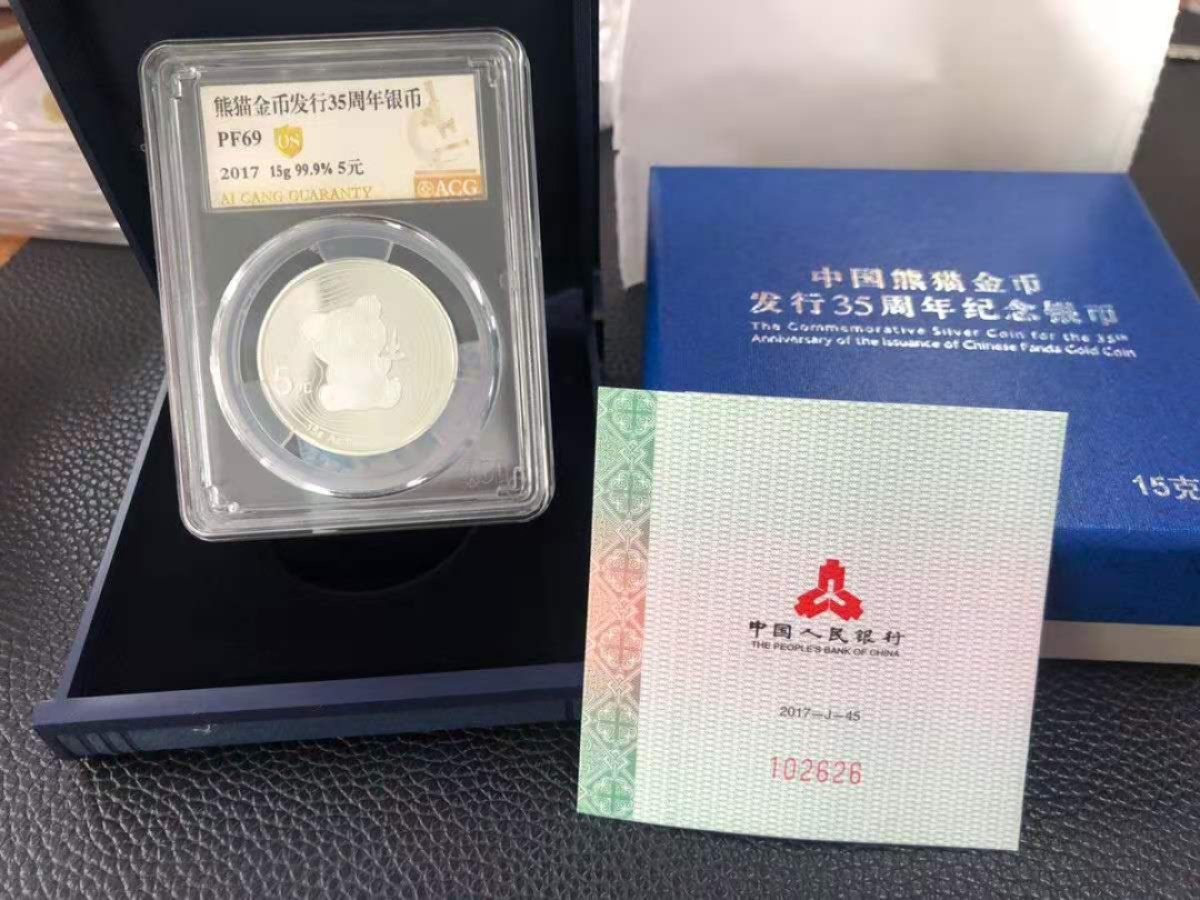 熊猫金币发行35周年银币
PF69
2017 15g 99.9% 5元
AI CANG GUARANTY
ACG
5元
中国熊猫金币
发行35周年纪念银币
The Commemorative Silver Coin for the 35th
Anniversary of the Issuance of Chinese Panda Gold Coin
15克
中国人民银行
THE PEOPLE'S BANK OF CHINA
2017-J-45
102626